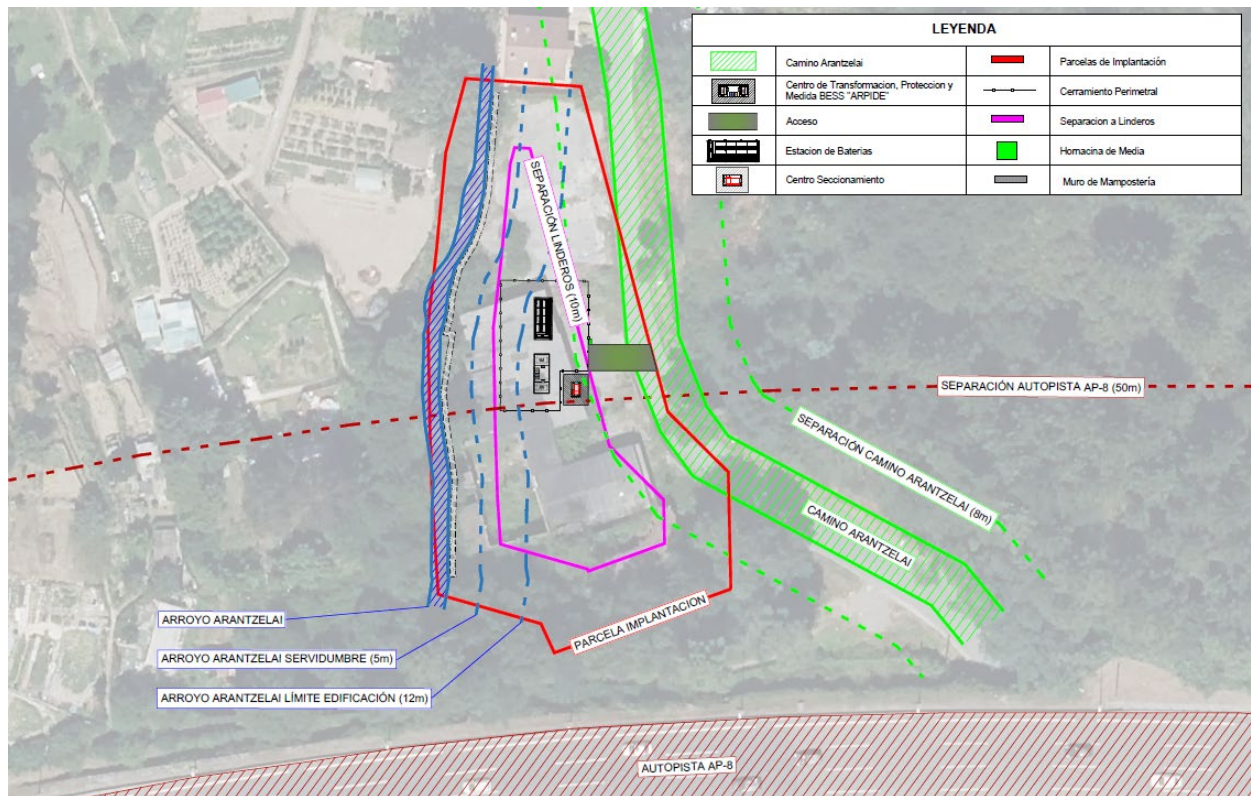 LEYENDA
Camino Arantzelai
Parcelas de Implantación
Centro de Transformacion, Proteccion y
Medida BESS "ARPIDE"
Cerramiento Perimetral
Acceso
Separacion a Linderos
Estacion de Baterias
Hornacina de Media
Centro Seccionamiento
Muro de Mampostería
SEPARACIÓN LINDEROS (10m)
SEPARACIÓN AUTOPISTA AP-8 (50m)
SEPARACIÓN CAMINO ARANTZELAI (8m)
CAMINO ARANTZELAI
PARCELA IMPLANTACION
ARROYO ARANTZELAI
ARROYO ARANTZELAI SERVIDUMBRE (5m)
ARROYO ARANTZELAI LÍMITE EDIFICACIÓN (12m)
AUTOPISTA AP-8